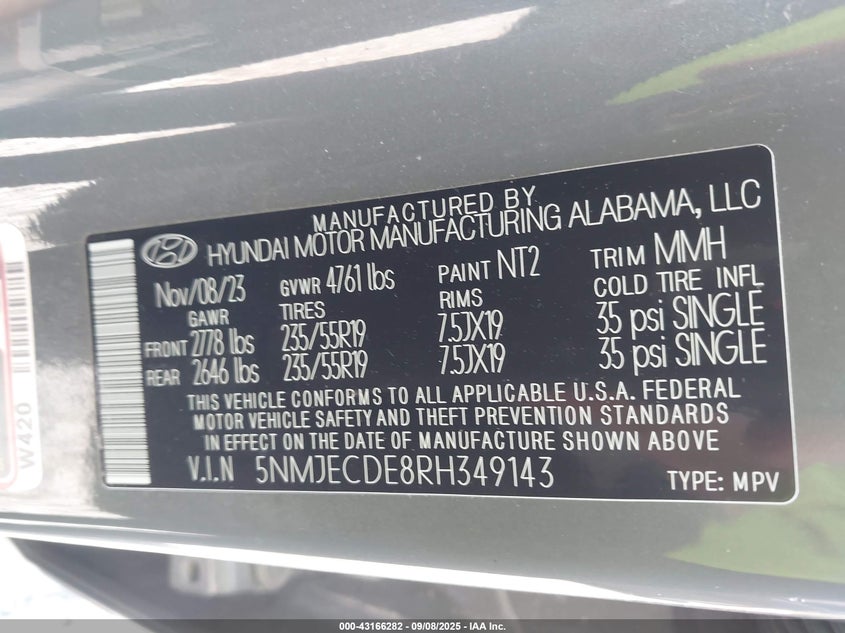 MANUFACTURED BY
HYUNDAI MOTOR MANUFACTURING ALABAMA, LLC
Nov/08/23 GVWR 4761 lbs PAINT NT2 TRIM MMH
GAWR TIRES RIMS COLD TIRE INFL
FRONT 2778 lbs 235/55R19 7.5JX19 35 psi SINGLE
REAR 2646 lbs 235/55R19 7.5JX19 35 psi SINGLE
THIS VEHICLE CONFORMS TO ALL APPLICABLE U.S.A. FEDERAL
MOTOR VEHICLE SAFETY AND THEFT PREVENTION STANDARDS
IN EFFECT ON THE DATE OF MANUFACTURE SHOWN ABOVE
V.I.N 5NMJECDE8RH349143 TYPE: MPV
W420
000-43166282 - 09/08/2025 - IAA Inc.